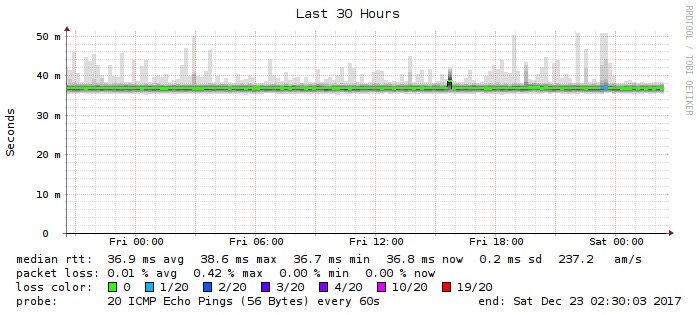 Last 30 Hours
RRDTOOL / TOBI OETIKER
Seconds
50 m
40 m
30 m
20 m
10 m
0
Fri 00:00 Fri 06:00 Fri 12:00 Fri 18:00 Sat 00:00
median rtt: 36.9 ms avg 38.6 ms max 36.7 ms min 36.8 ms now 0.2 ms sd 237.2 am/s
packet loss: 0.01 % avg 0.42 % max 0.00 % min 0.00 % now
loss color: 0 1/20 2/20 3/20 4/20 10/20 19/20
probe: 20 ICMP Echo Pings (56 Bytes) every 60s end: Sat Dec 23 02:30:03 2017